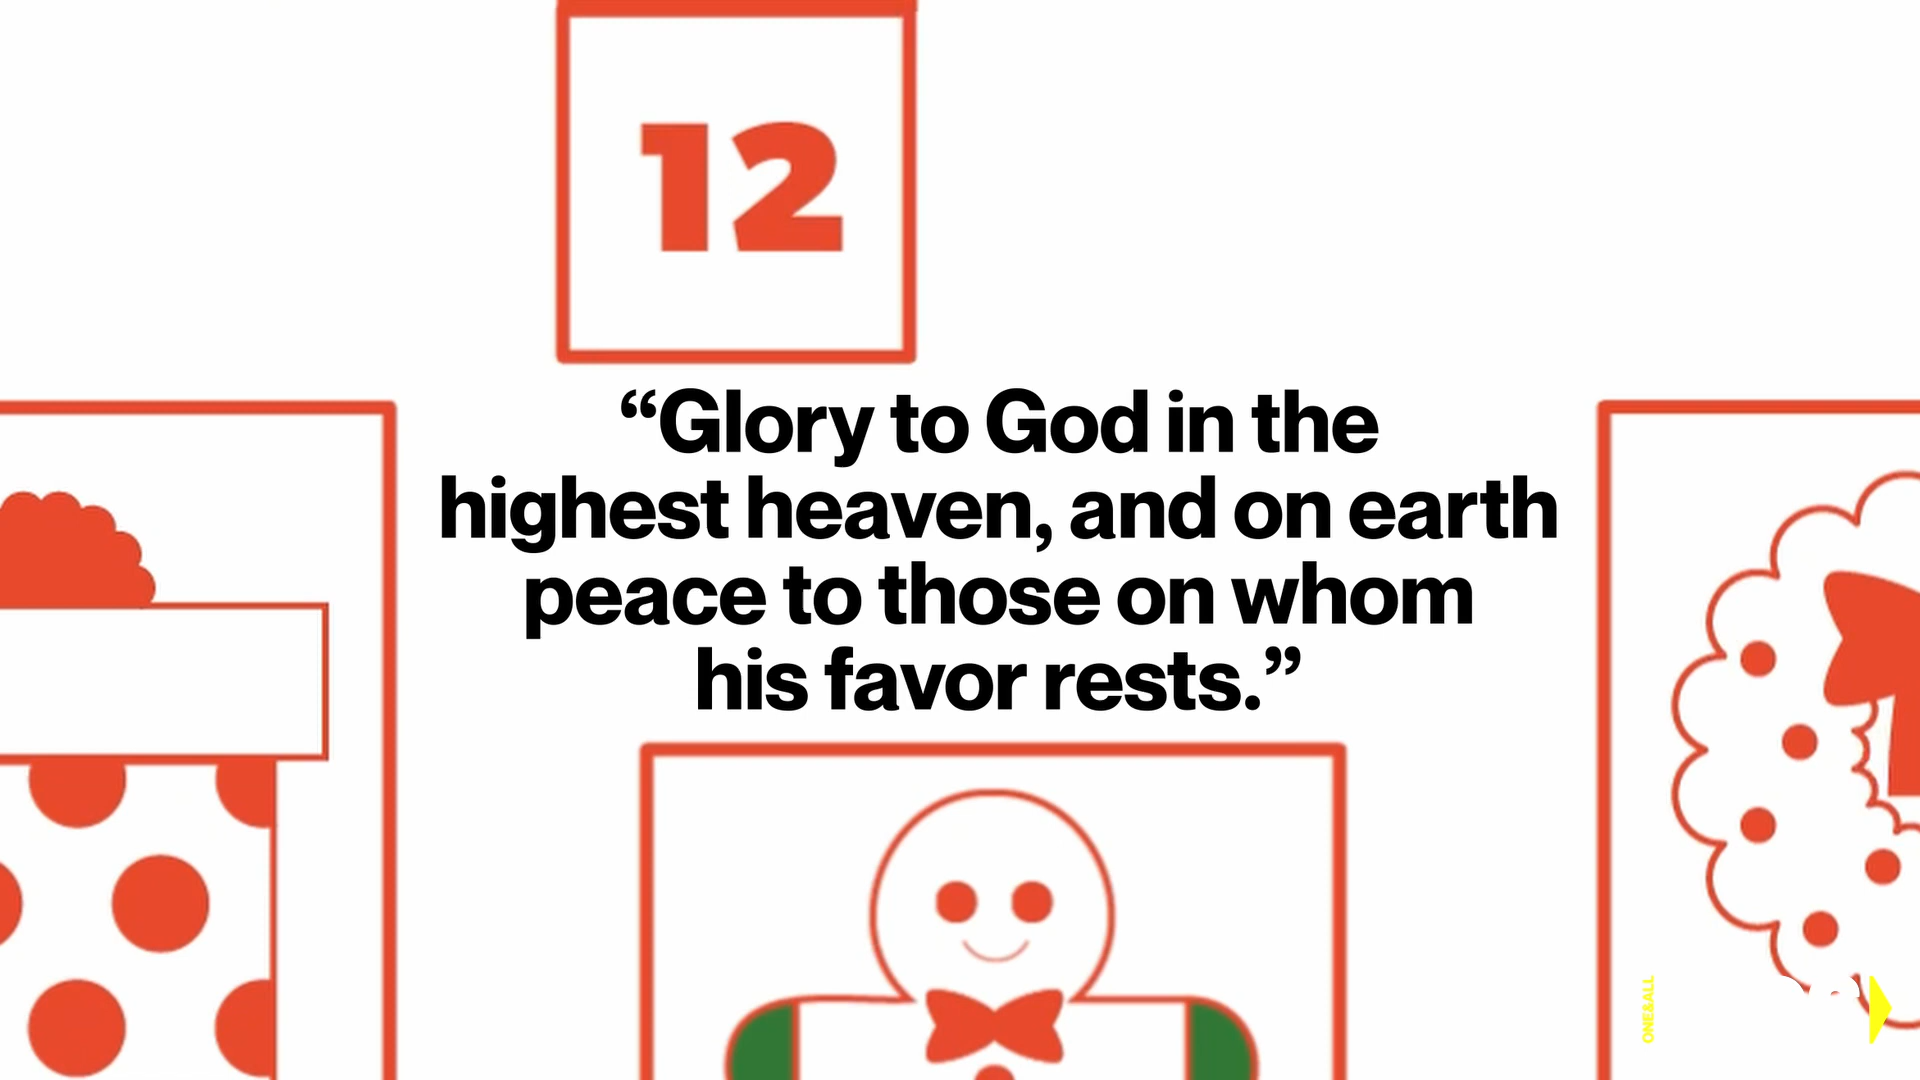 12
“Glory to God in the
highest heaven, and on earth
peace to those on whom
his favor rests.”
ONE&ALL